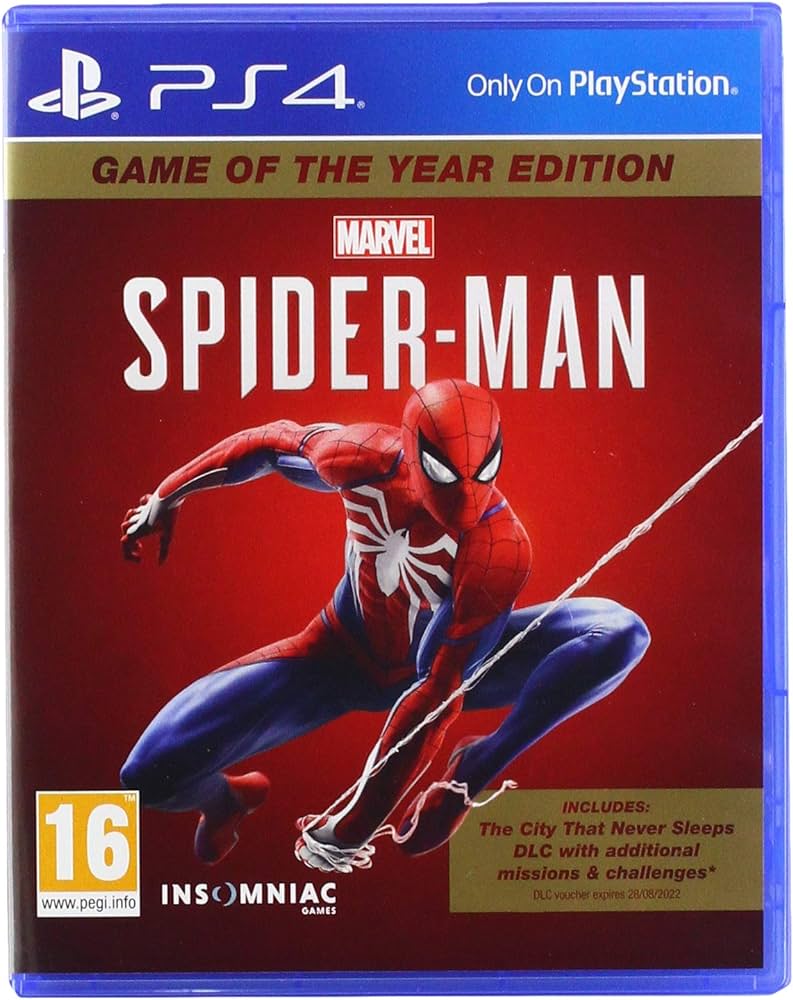 PS4
Only On PlayStation®
GAME OF THE YEAR EDITION
MARVEL
SPIDER-MAN
INCLUDES:
The City That Never Sleeps
DLC with additional
missions & challenges*
DLC voucher expires 28/08/2022
16™
www.pegi.info
INSOMNIAC
GAMES